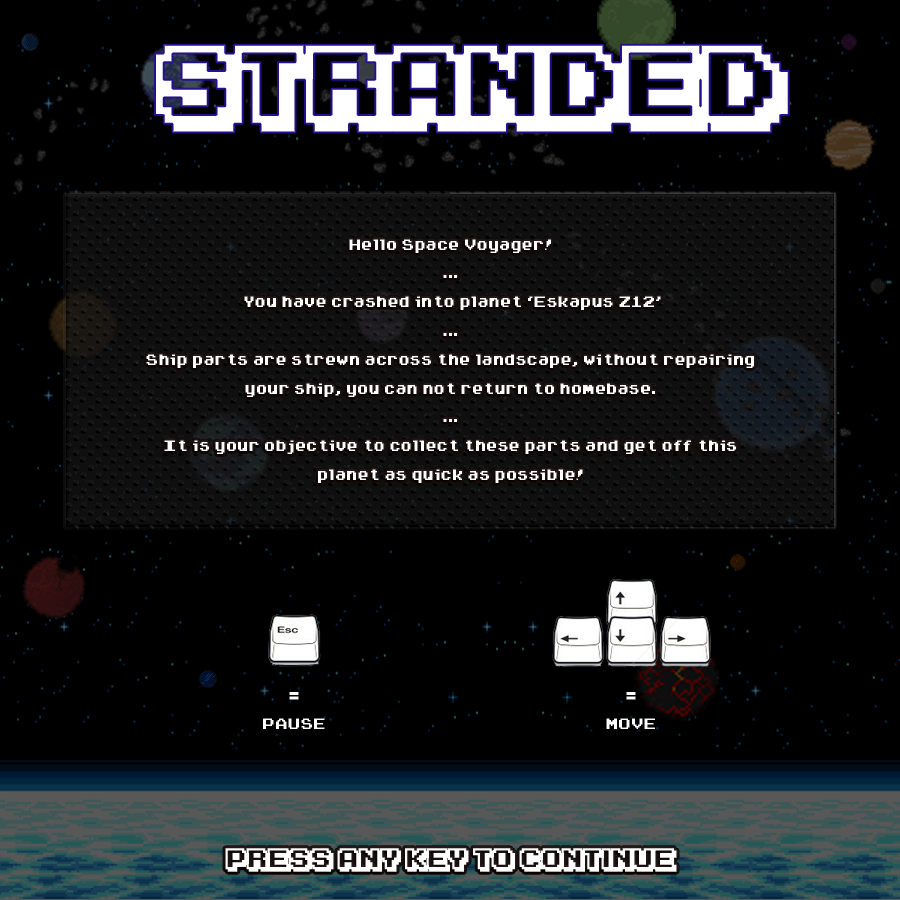 STRANDED
Hello Space Voyager!
...
You have crashed into planet ‘Eskapus Z12’
...
Ship parts are strewn across the landscape, without repairing
your ship, you can not return to homebase.
...
It is your objective to collect these parts and get off this
planet as quick as possible!
Esc
↑
← ↓ →
= =
PAUSE MOVE
PRESS ANY KEY TO CONTINUE